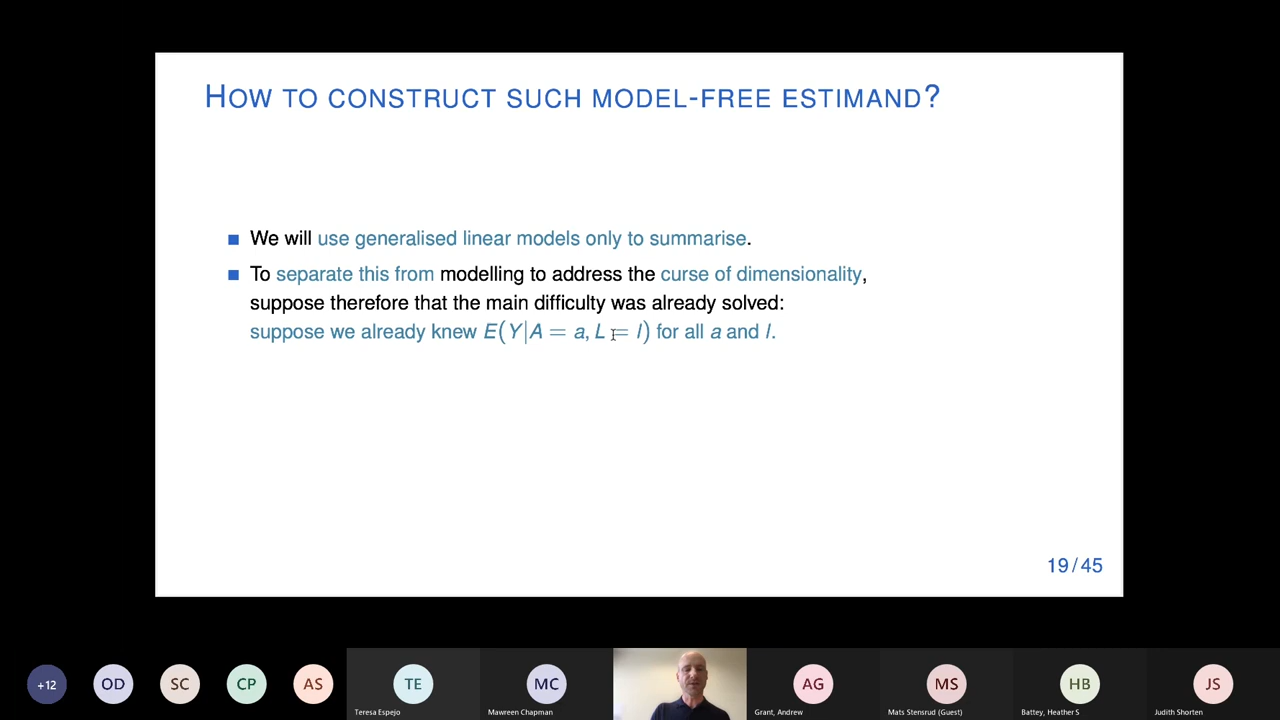 HOW TO CONSTRUCT SUCH MODEL-FREE ESTIMAND?
We will use generalised linear models only to summarise.
To separate this from modelling to address the curse of dimensionality,
suppose therefore that the main difficulty was already solved:
suppose we already knew E(Y|A = a, L = l) for all a and l.
19/45
+12
OD
SC
CP
AS
TE
MC
AG
MS
HB
JS
Teresa Espejo
Mawreen Chapman
Grant, Andrew
Mats Stensrud (Guest)
Battey, Heather S
Judith Shorten